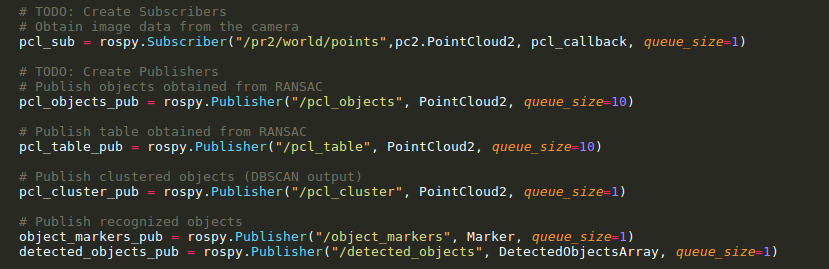 # TODO: Create Subscribers
# Obtain image data from the camera
pcl_sub = rospy.Subscriber("/pr2/world/points",pc2.PointCloud2, pcl_callback, queue_size=1)
# TODO: Create Publishers
# Publish objects obtained from RANSAC
pcl_objects_pub = rospy.Publisher("/pcl_objects", PointCloud2, queue_size=10)
# Publish table obtained from RANSAC
pcl_table_pub = rospy.Publisher("/pcl_table", PointCloud2, queue_size=10)
# Publish clustered objects (DBSCAN output)
pcl_cluster_pub = rospy.Publisher("/pcl_cluster", PointCloud2, queue_size=1)
# Publish recognized objects
object_markers_pub = rospy.Publisher("/object_markers", Marker, queue_size=1)
detected_objects_pub = rospy.Publisher("/detected_objects", DetectedObjectsArray, queue_size=1)